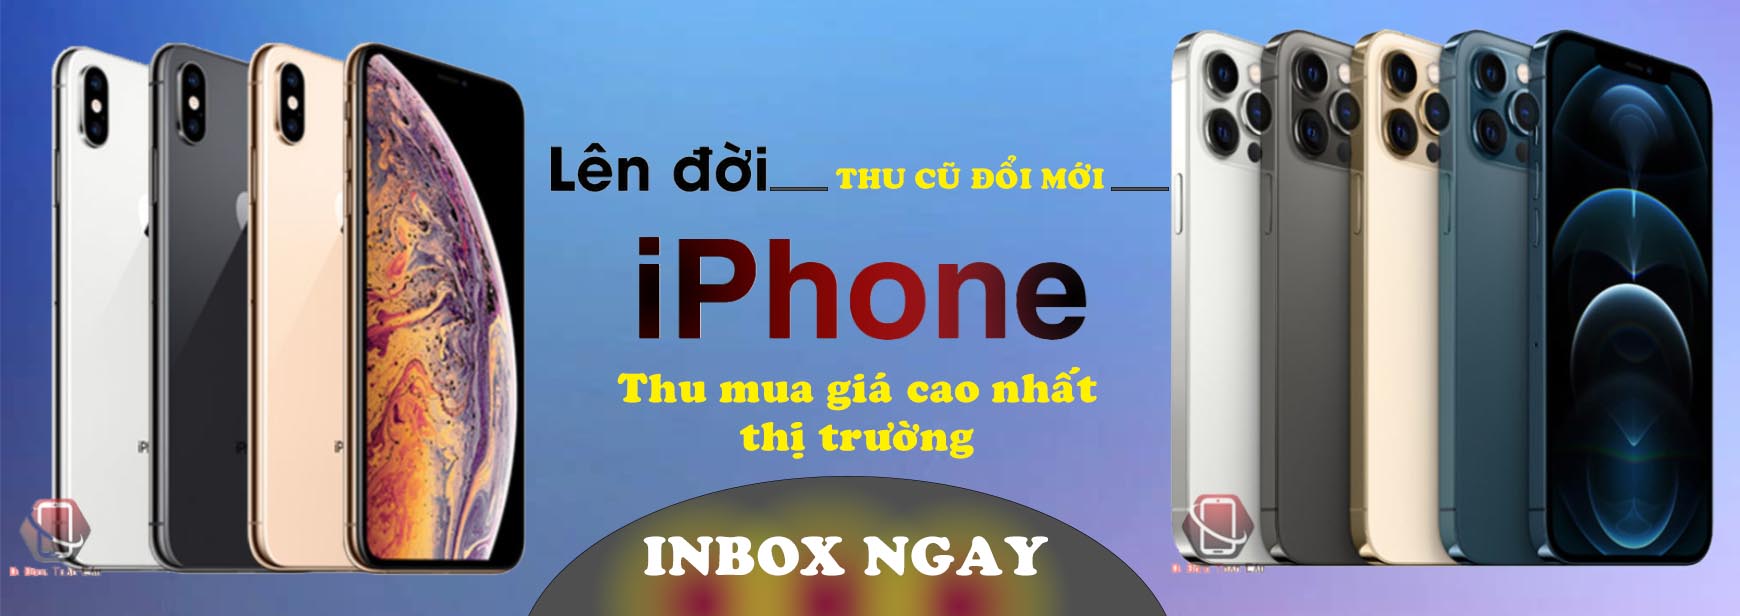 Lên đời
THU CŨ ĐỔI MỚI
iPhone
Thu mua giá cao nhất
thị trường
INBOX NGAY